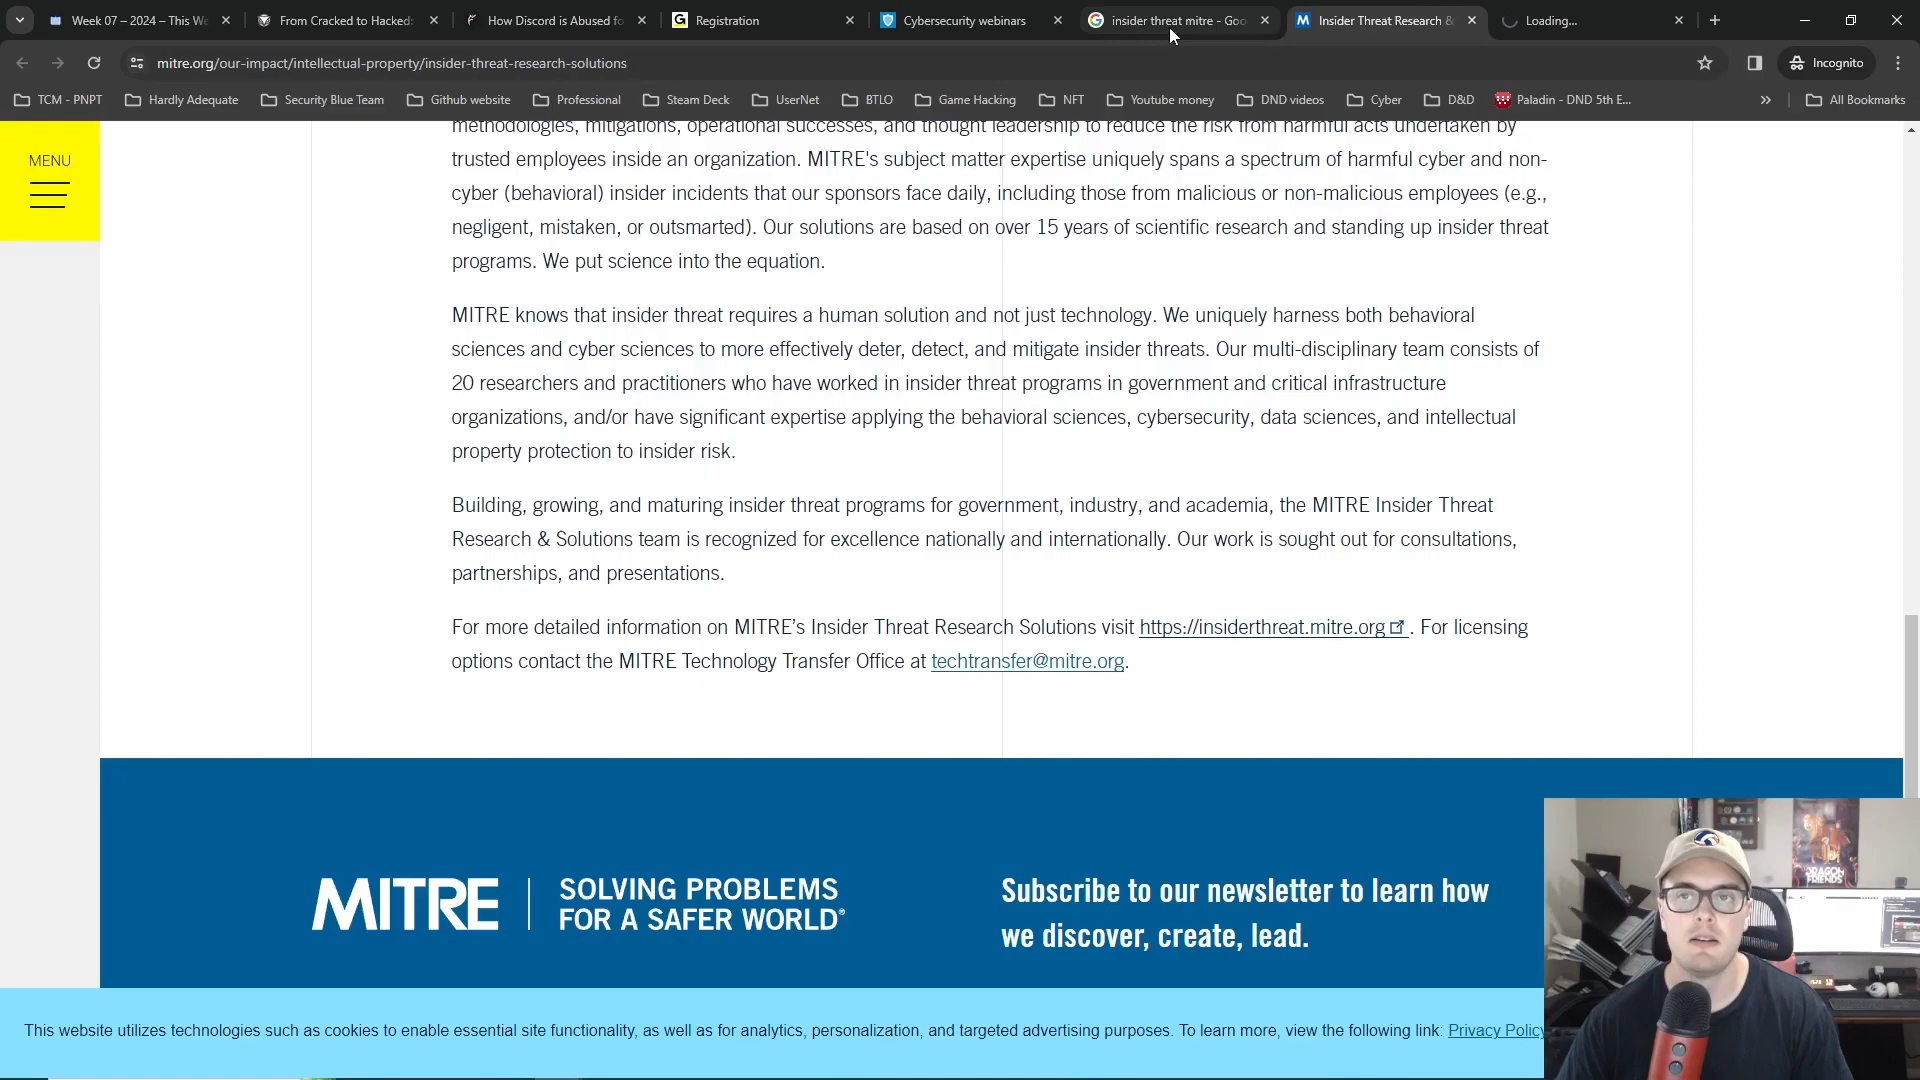 Week 07 – 2024 – This We
From Cracked to Hacked:
How Discord is Abused fo
Registration
Cybersecurity webinars
insider threat mitre - Goo
Insider Threat Research &
Loading...
mitre.org/our-impact/intellectual-property/insider-threat-research-solutions
Incognito
TCM - PNPT
Hardly Adequate
Security Blue Team
Github website
Professional
Steam Deck
UserNet
BTLO
Game Hacking
NFT
Youtube money
DND videos
Cyber
D&D
Paladin - DND 5th E...
All Bookmarks
MENU
methodologies, mitigations, operational successes, and thought leadership to reduce the risk from harmful acts undertaken by
trusted employees inside an organization. MITRE's subject matter expertise uniquely spans a spectrum of harmful cyber and non-
cyber (behavioral) insider incidents that our sponsors face daily, including those from malicious or non-malicious employees (e.g.,
negligent, mistaken, or outsmarted). Our solutions are based on over 15 years of scientific research and standing up insider threat
programs. We put science into the equation.
MITRE knows that insider threat requires a human solution and not just technology. We uniquely harness both behavioral
sciences and cyber sciences to more effectively deter, detect, and mitigate insider threats. Our multi-disciplinary team consists of
20 researchers and practitioners who have worked in insider threat programs in government and critical infrastructure
organizations, and/or have significant expertise applying the behavioral sciences, cybersecurity, data sciences, and intellectual
property protection to insider risk.
Building, growing, and maturing insider threat programs for government, industry, and academia, the MITRE Insider Threat
Research & Solutions team is recognized for excellence nationally and internationally. Our work is sought out for consultations,
partnerships, and presentations.
For more detailed information on MITRE’s Insider Threat Research Solutions visit https://insiderthreat.mitre.org . For licensing
options contact the MITRE Technology Transfer Office at techtransfer@mitre.org.
MITRE
SOLVING PROBLEMS
FOR A SAFER WORLD®
Subscribe to our newsletter to learn how
we discover, create, lead.
DRAGON
FRIENDS
This website utilizes technologies such as cookies to enable essential site functionality, as well as for analytics, personalization, and targeted advertising purposes. To learn more, view the following link: Privacy Policy